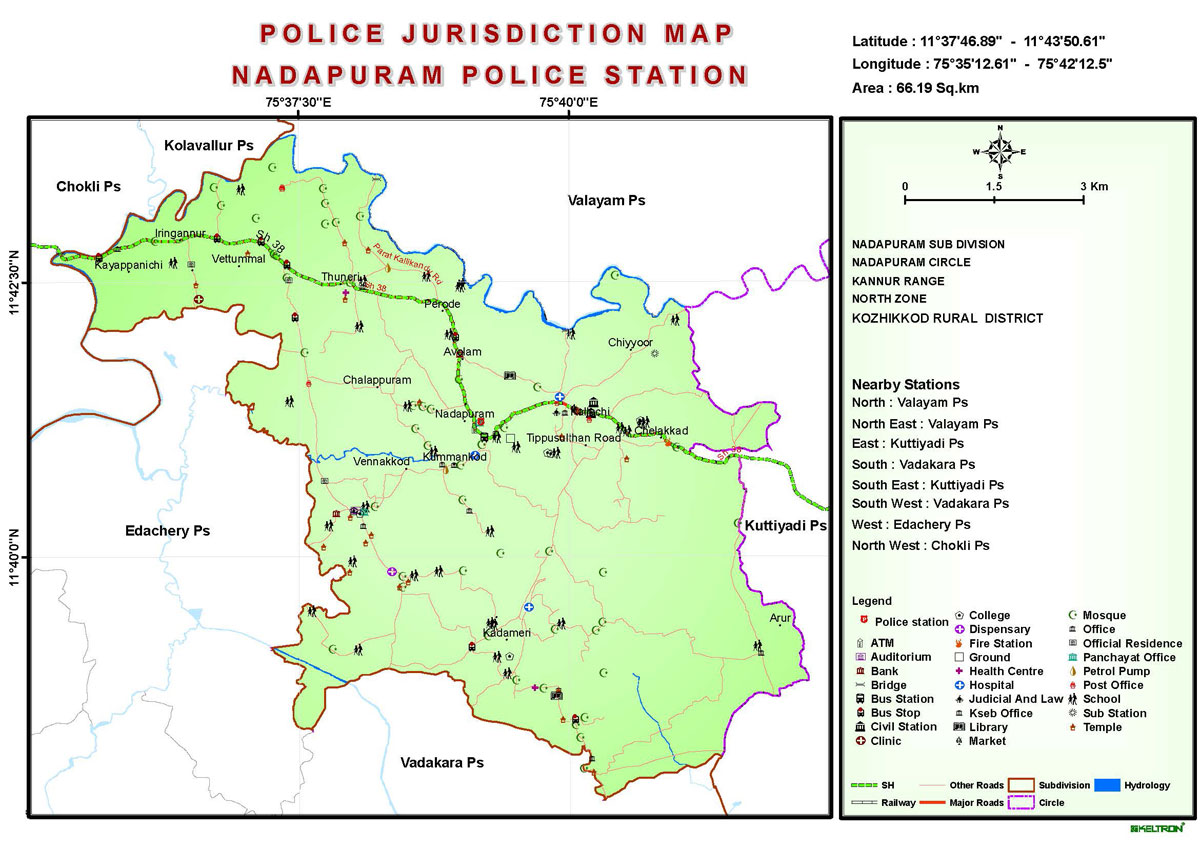 POLICE JURISDICTION MAP
NADAPURAM POLICE STATION
Latitude : 11°37'46.89" - 11°43'50.61"
Longitude : 75°35'12.61" - 75°42'12.5"
Area : 66.19 Sq.km
75°37'30"E
75°40'0"E
11°42'30"N
11°40'0"N
Kolavallur Ps
Chokli Ps
Valayam Ps
Iringannur
Sh 38
Kayappanichi
Vettummal
Parat Kallikandy Rd
Thuneri
Sh 38
Perode
Chiyyoor
Avolam
Chalappuram
Nadapuram
Kallachi
Tippusulthan Road
Chelakkad
Kammankod
Vennakkod
Sh 38
Edachery Ps
Kuttiyadi Ps
Kadameri
Arur
Vadakara Ps
N
W
E
S
0
1.5
3 Km
NADAPURAM SUB DIVISION
NADAPURAM CIRCLE
KANNUR RANGE
NORTH ZONE
KOZHIKKOD RURAL DISTRICT
Nearby Stations
North : Valayam Ps
North East : Valayam Ps
East : Kuttiyadi Ps
South : Vadakara Ps
South East : Kuttiyadi Ps
South West : Vadakara Ps
West : Edachery Ps
North West : Chokli Ps
Legend
Police station
ATM
Auditorium
Bank
Bridge
Bus Station
Bus Stop
Civil Station
Clinic
College
Dispensary
Fire Station
Ground
Health Centre
Hospital
Judicial And Law
Kseb Office
Library
Market
Mosque
Office
Official Residence
Panchayat Office
Petrol Pump
Post Office
School
Sub Station
Temple
SH
Other Roads
Subdivision
Hydrology
Railway
Major Roads
Circle
KELTRON